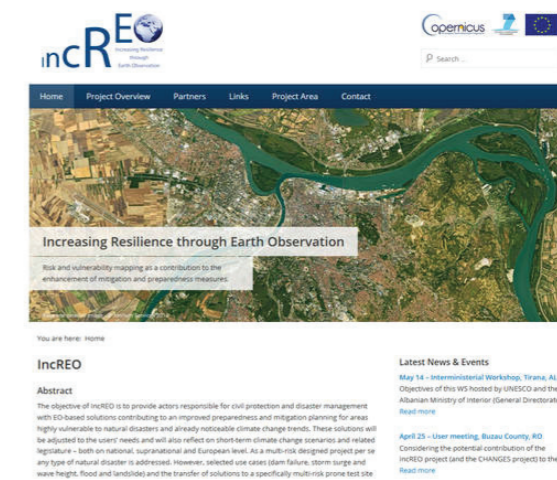 IncREO
Increasing Resilience
through
Earth Observation
Copernicus
Search ...
Home Project Overview Partners Links Project Area Contact
Increasing Resilience through Earth Observation
Risk and vulnerability mapping as a contribution to the
enhancement of mitigation and preparedness measures.
You are here: Home
IncREO
Abstract
The objective of IncREO is to provide actors responsible for civil protection and disaster management
with EO-based solutions contributing to an improved preparedness and mitigation planning for areas
highly vulnerable to natural disasters and already noticeable climate change trends. These solutions will
be adjusted to the users' needs and will also reflect on short-term climate change scenarios and related
legislature – both on national, supranational and European level. As a multi-risk designed project per se
any type of natural disaster is addressed. However, selected use cases (dam failure, storm surge and
wave height, flood and landslide) and the transfer of solutions to a specifically multi-risk prone test site
Latest News & Events
May 14 – Interministerial Workshop, Tirana, AL
Objectives of this WS hosted by UNESCO and the
Albanian Ministry of Interior (General Directorate
Read more
April 25 – User meeting, Buzau County, RO
Considering the potential contribution of the
IncREO project (and the CHANGES project) to the
Read more